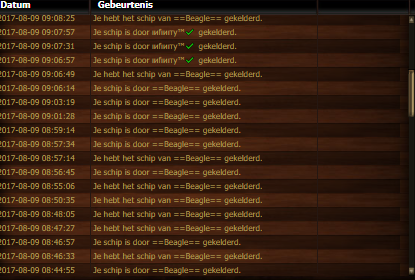 Datum Gebeurtenis
2017-08-09 09:08:25 Je hebt het schip van ==Beagle== gekelderd.
2017-08-09 09:07:57 Je schip is door ™✔ gekelderd.
2017-08-09 09:07:31 Je schip is door ™✔ gekelderd.
2017-08-09 09:06:57 Je schip is door ™✔ gekelderd.
2017-08-09 09:06:49 Je hebt het schip van ==Beagle== gekelderd.
2017-08-09 09:06:14 Je schip is door ==Beagle== gekelderd.
2017-08-09 09:03:19 Je schip is door ==Beagle== gekelderd.
2017-08-09 09:01:28 Je schip is door ==Beagle== gekelderd.
2017-08-09 08:59:14 Je schip is door ==Beagle== gekelderd.
2017-08-09 08:57:34 Je schip is door ==Beagle== gekelderd.
2017-08-09 08:57:14 Je hebt het schip van ==Beagle== gekelderd.
2017-08-09 08:56:45 Je schip is door ==Beagle== gekelderd.
2017-08-09 08:55:06 Je hebt het schip van ==Beagle== gekelderd.
2017-08-09 08:50:35 Je hebt het schip van ==Beagle== gekelderd.
2017-08-09 08:48:05 Je hebt het schip van ==Beagle== gekelderd.
2017-08-09 08:47:27 Je hebt het schip van ==Beagle== gekelderd.
2017-08-09 08:46:57 Je schip is door ==Beagle== gekelderd.
2017-08-09 08:46:33 Je hebt het schip van ==Beagle== gekelderd.
2017-08-09 08:44:55 Je schip is door ==Beagle== gekelderd.